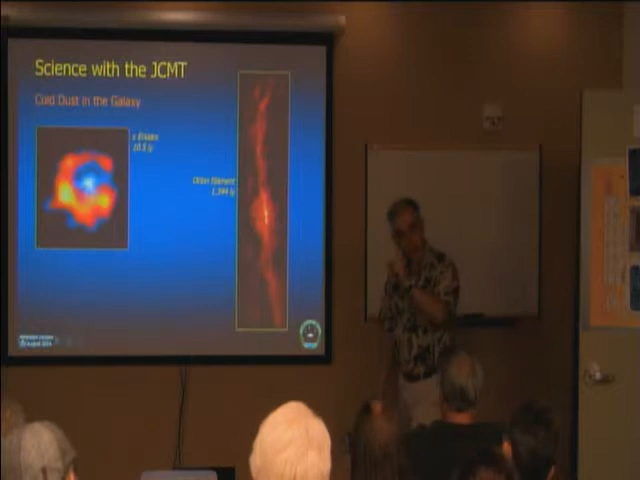 Science with the JCMT
Cold Dust in the Galaxy
ε Eridani
10.5 ly
Orion Filament
1,344 ly